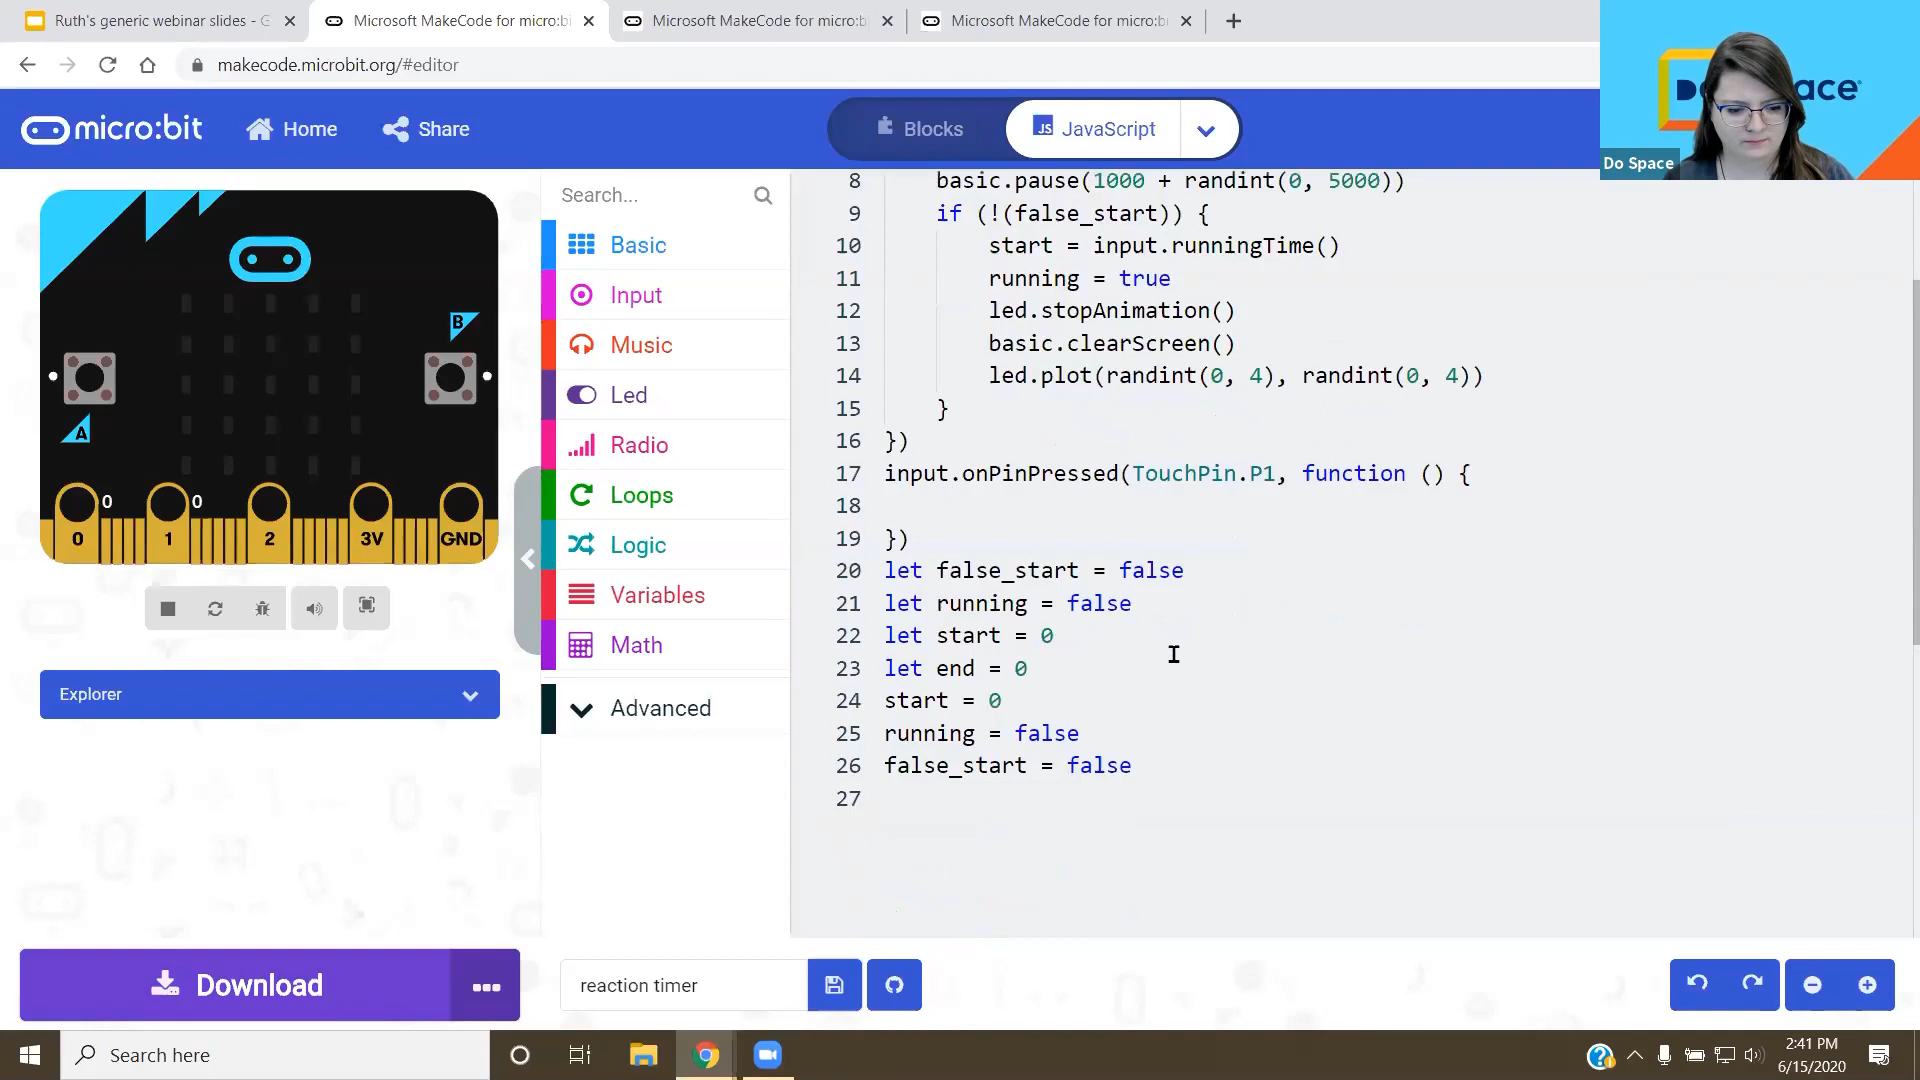 Ruth's generic webinar slides - G
Microsoft MakeCode for micro:bi
Microsoft MakeCode for micro:b
Microsoft MakeCode for micro:b
makecode.microbit.org/#editor
micro:bit
Home
Share
Blocks
JS
JavaScript
ace
Do Space
Search...
Basic
Input
Music
Led
Radio
Loops
Logic
Variables
Math
Advanced
A
B
0
0
0
1
2
3V
GND
Explorer
8 basic.pause(1000 + randint(0, 5000))
9 if (!(false_start)) {
10 start = input.runningTime()
11 running = true
12 led.stopAnimation()
13 basic.clearScreen()
14 led.plot(randint(0, 4), randint(0, 4))
15 }
16 })
17 input.onPinPressed(TouchPin.P1, function () {
18
19 })
20 let false_start = false
21 let running = false
22 let start = 0
23 let end = 0
24 start = 0
25 running = false
26 false_start = false
27
Download
reaction timer
Search here
2:41 PM
6/15/2020